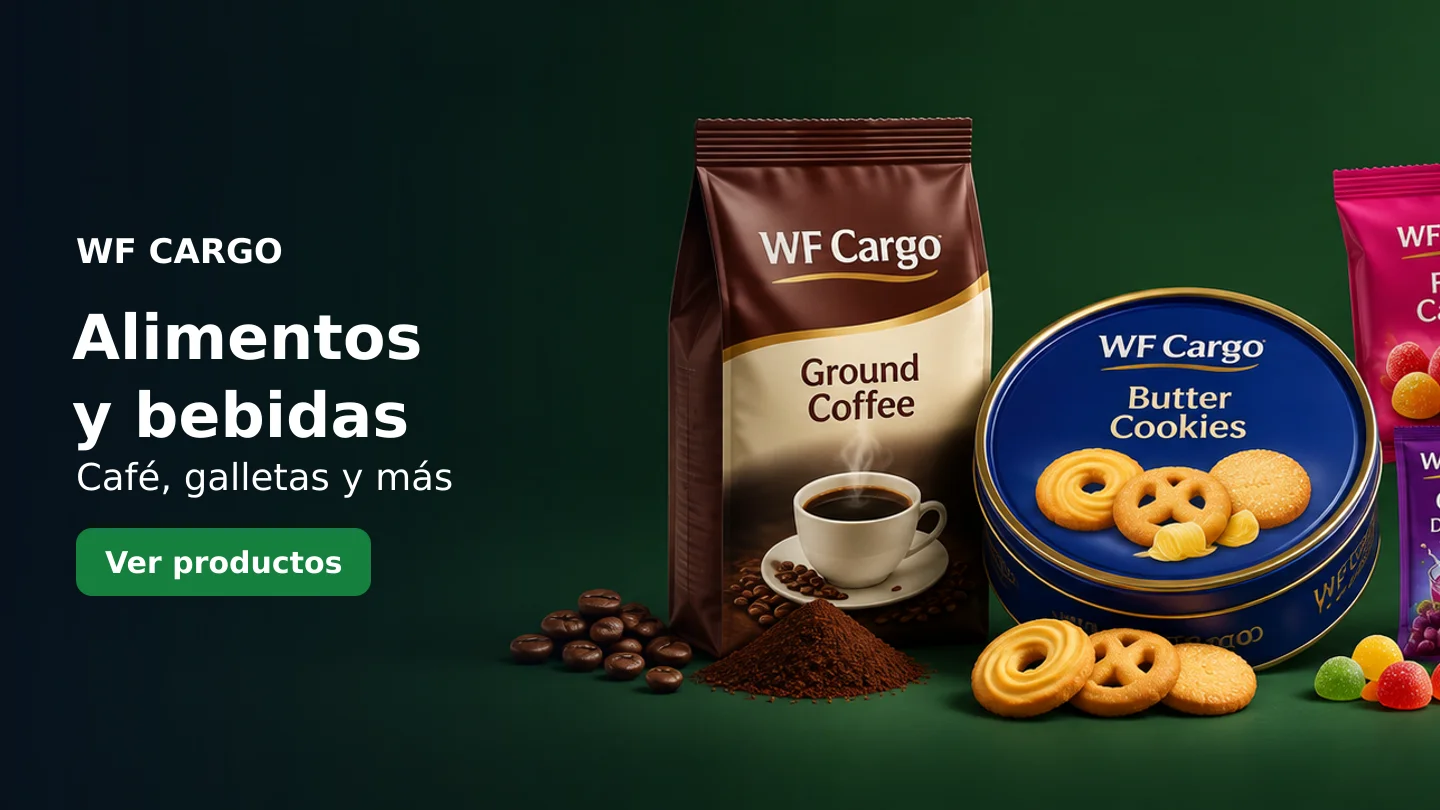 WF CARGO
Alimentos
y bebidas
Café, galletas y más
Ver productos
WF Cargo
Ground
Coffee
WF Cargo
Butter
Cookies
WF